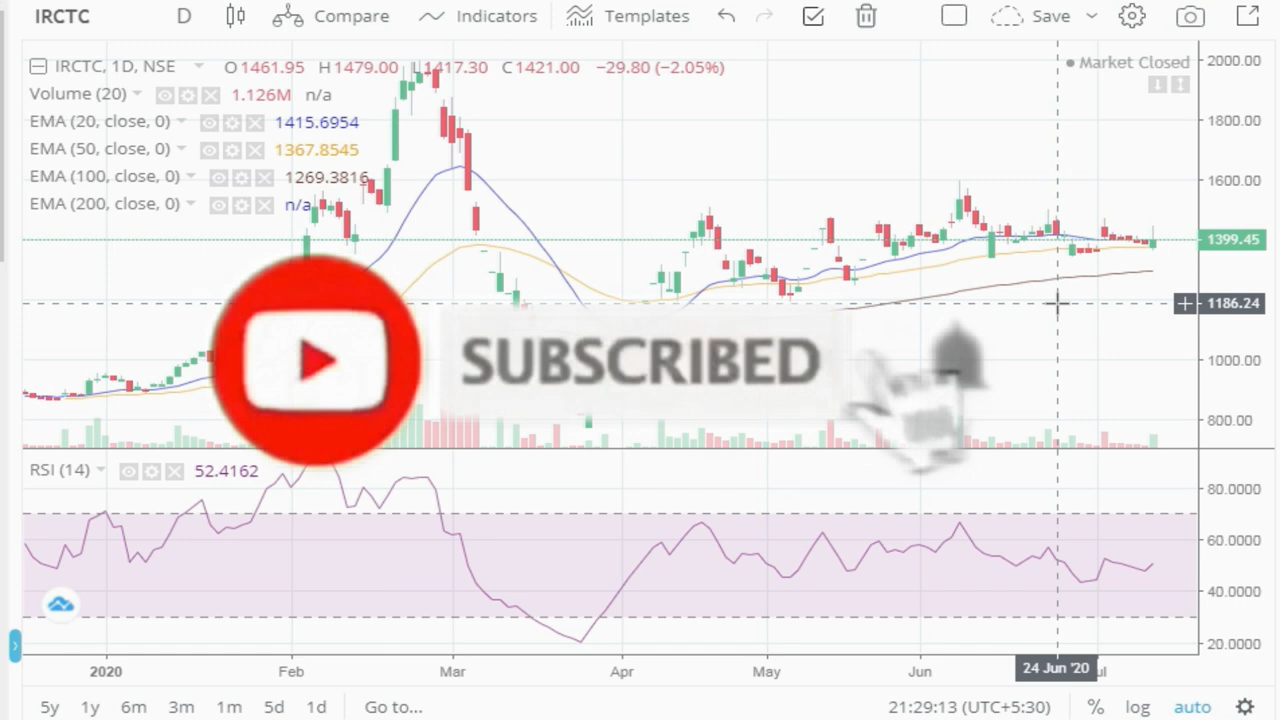 IRCTC D Compare Indicators Templates Save
IRCTC, 1D, NSE O1461.95 H1479.00 L1417.30 C1421.00 −29.80 (−2.05%)
Market Closed
Volume (20) 1.126M n/a
EMA (20, close, 0) 1415.6954
EMA (50, close, 0) 1367.8545
EMA (100, close, 0) 1269.3816
EMA (200, close, 0) n/a
2000.00
1800.00
1600.00
1399.45
1186.24
1000.00
800.00
SUBSCRIBED
RSI (14) 52.4162
80.0000
60.0000
40.0000
20.0000
2020 Feb Mar Apr May Jun 24 Jun '20
5y 1y 6m 3m 1m 5d 1d Go to... 21:29:13 (UTC+5:30) % log auto